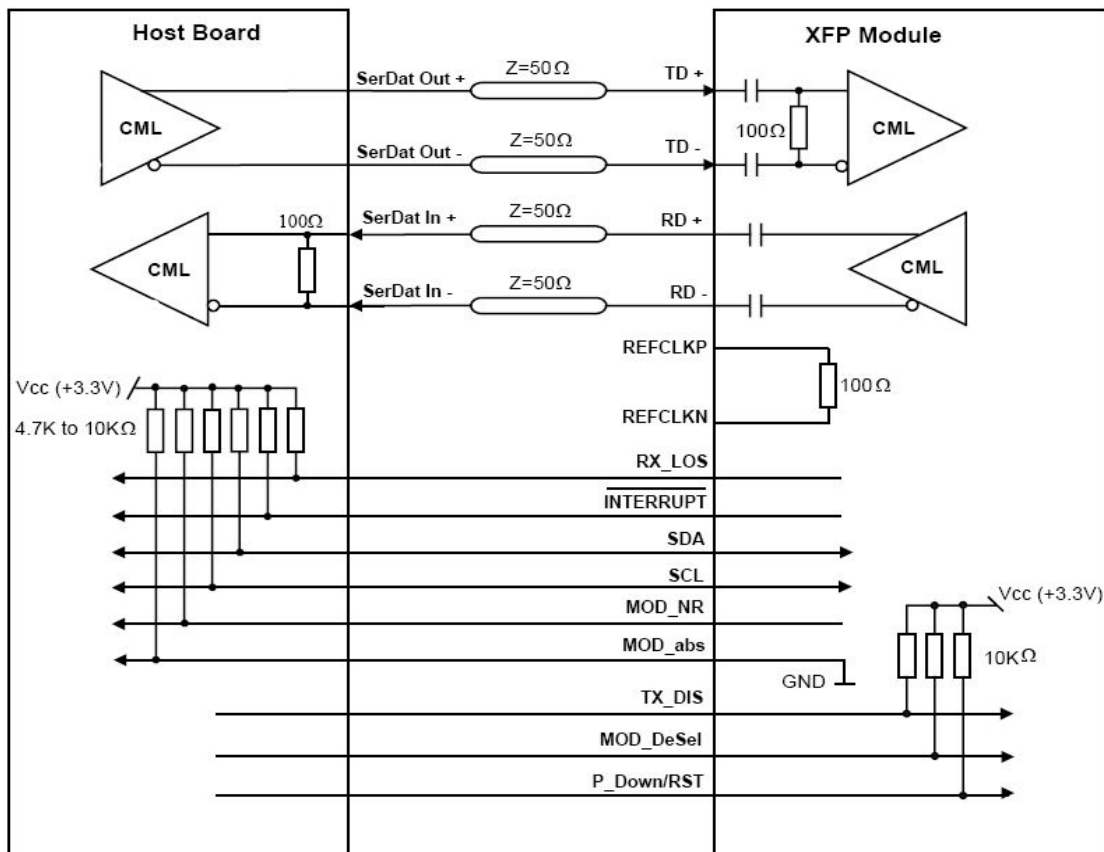 Host Board
XFP Module
SerDat Out +
Z=50Ω
TD +
CML
100Ω
CML
SerDat Out -
Z=50Ω
TD -
100Ω
SerDat In +
Z=50Ω
RD +
CML
CML
SerDat In -
Z=50Ω
RD -
REFCLKP
100Ω
REFCLKN
Vcc (+3.3V)
4.7K to 10KΩ
RX_LOS
INTERRUPT
SDA
SCL
Vcc (+3.3V)
MOD_NR
MOD_abs
10KΩ
GND
TX_DIS
MOD_DeSel
P_Down/RST